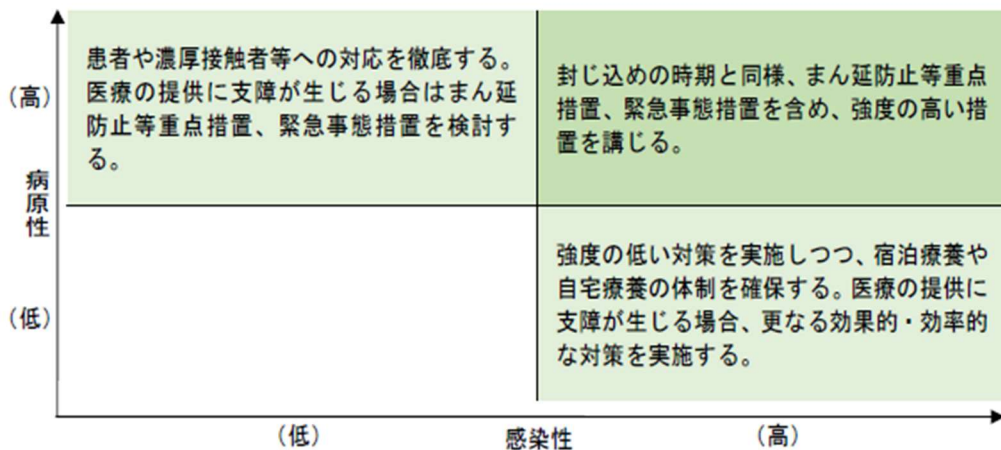 患者や濃厚接触者等への対応を徹底する。
医療の提供に支障が生じる場合はまん延
防止等重点措置、緊急事態措置を検討す
る。
封じ込めの時期と同様、まん延防止等重点
措置、緊急事態措置を含め、強度の高い措
置を講じる。
(高)
病原性
(低)
強度の低い対策を実施しつつ、宿泊療養や
自宅療養の体制を確保する。医療の提供に
支障が生じる場合、更なる効果的・効率的
な対策を実施する。
(低)
感染性
(高)